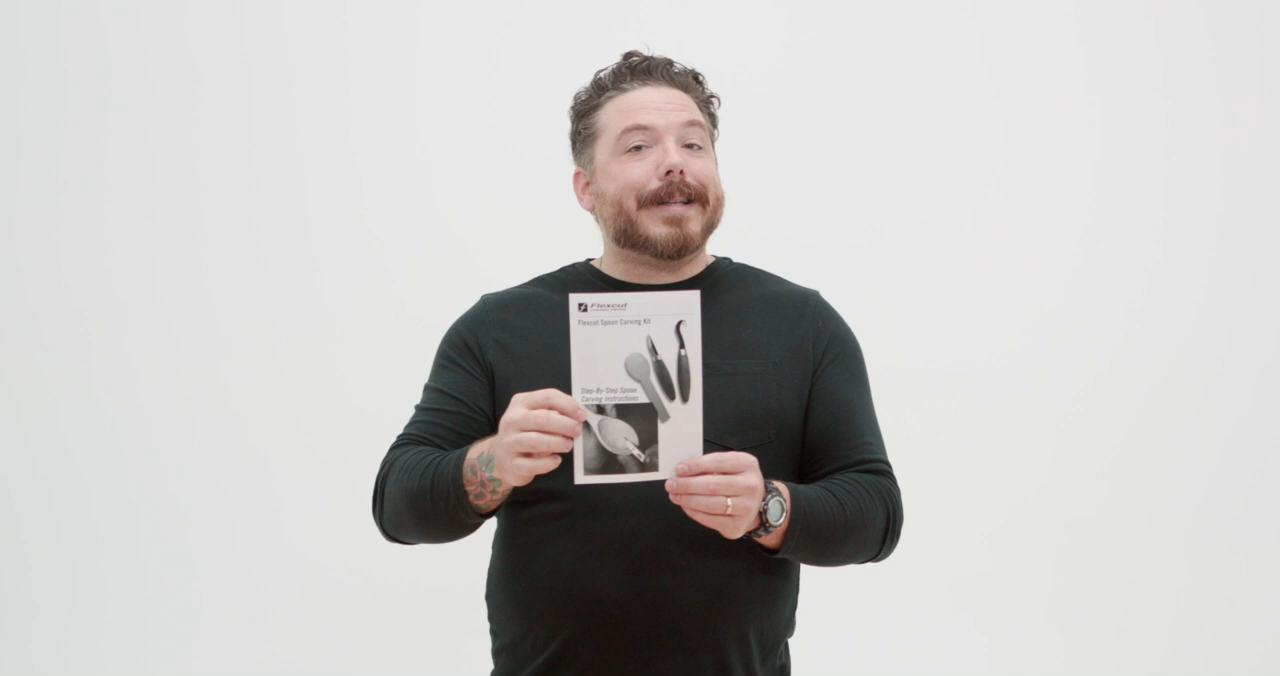 Flexcut
Flexcut Spoon Carving Kit
Step-By-Step Spoon
Carving Instructions